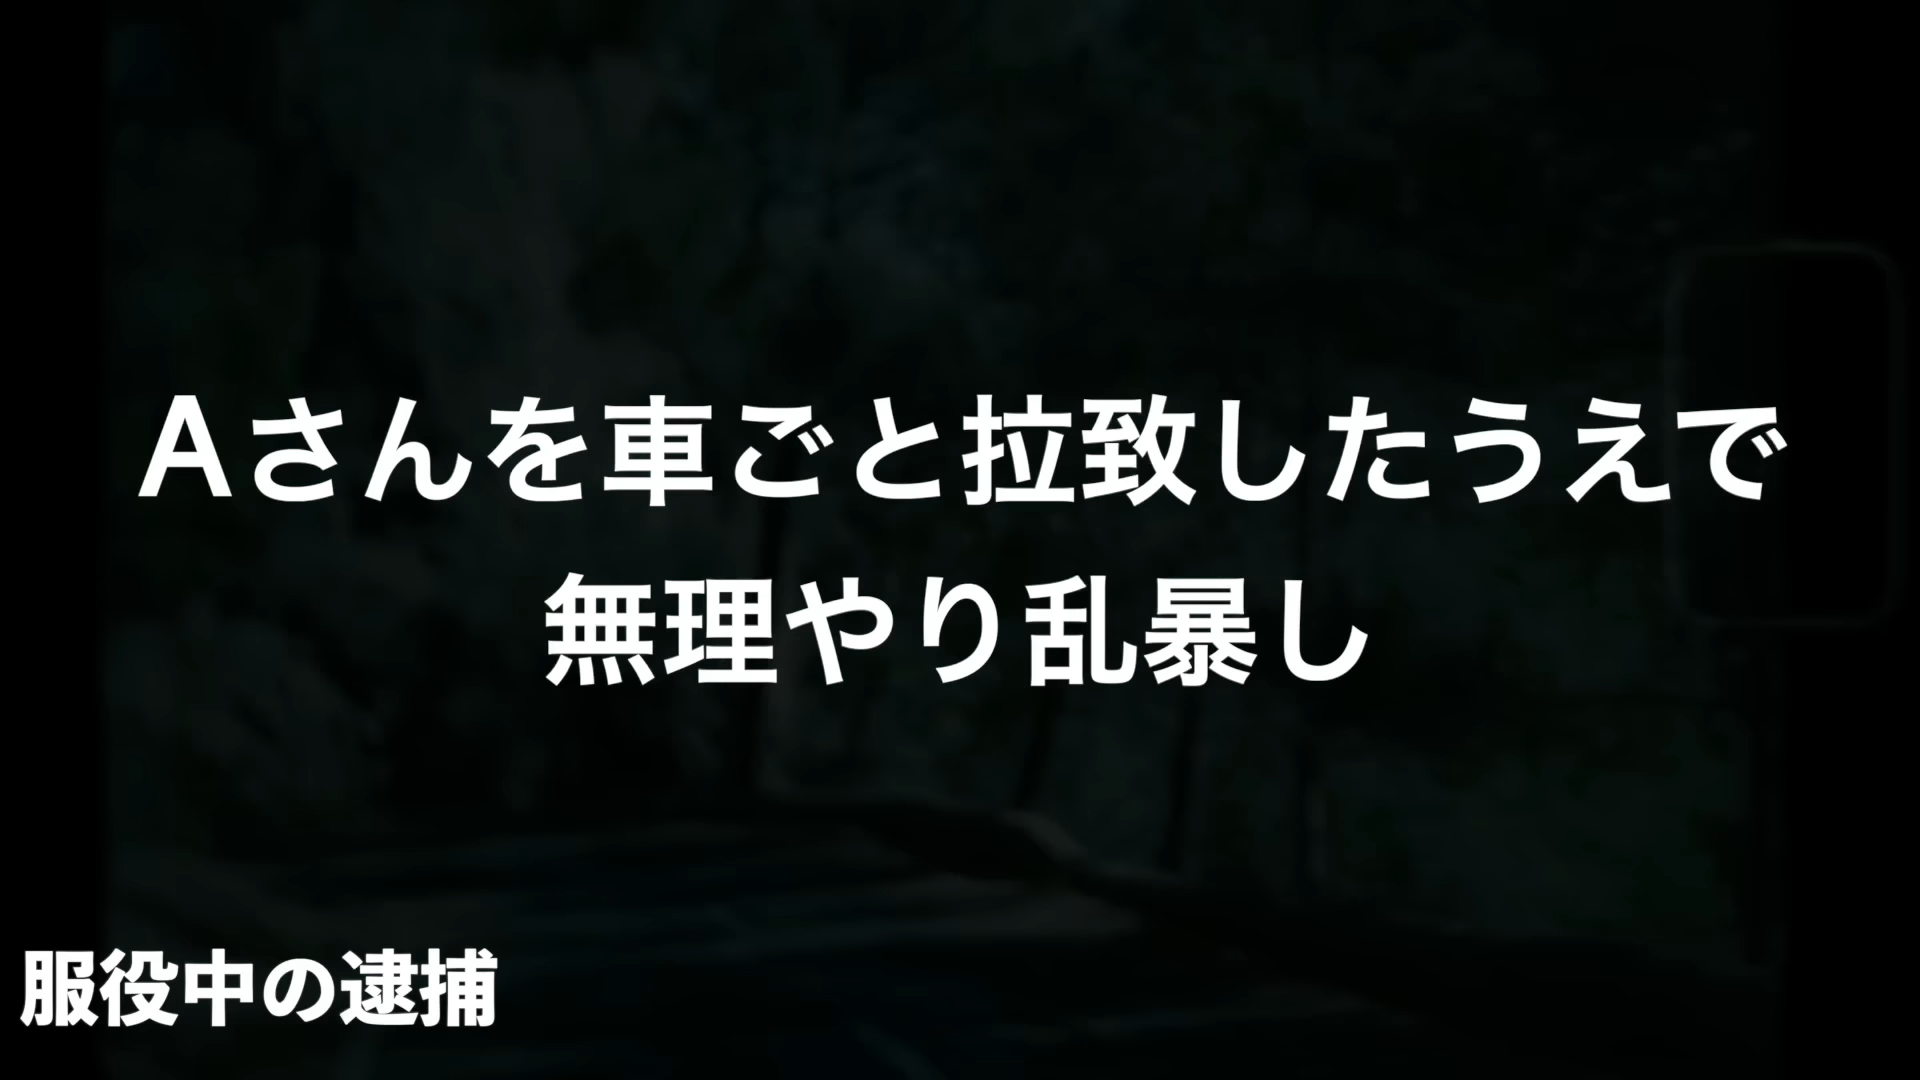 Aさんを車ごと拉致したうえで
無理やり乱暴し
服役中の逮捕